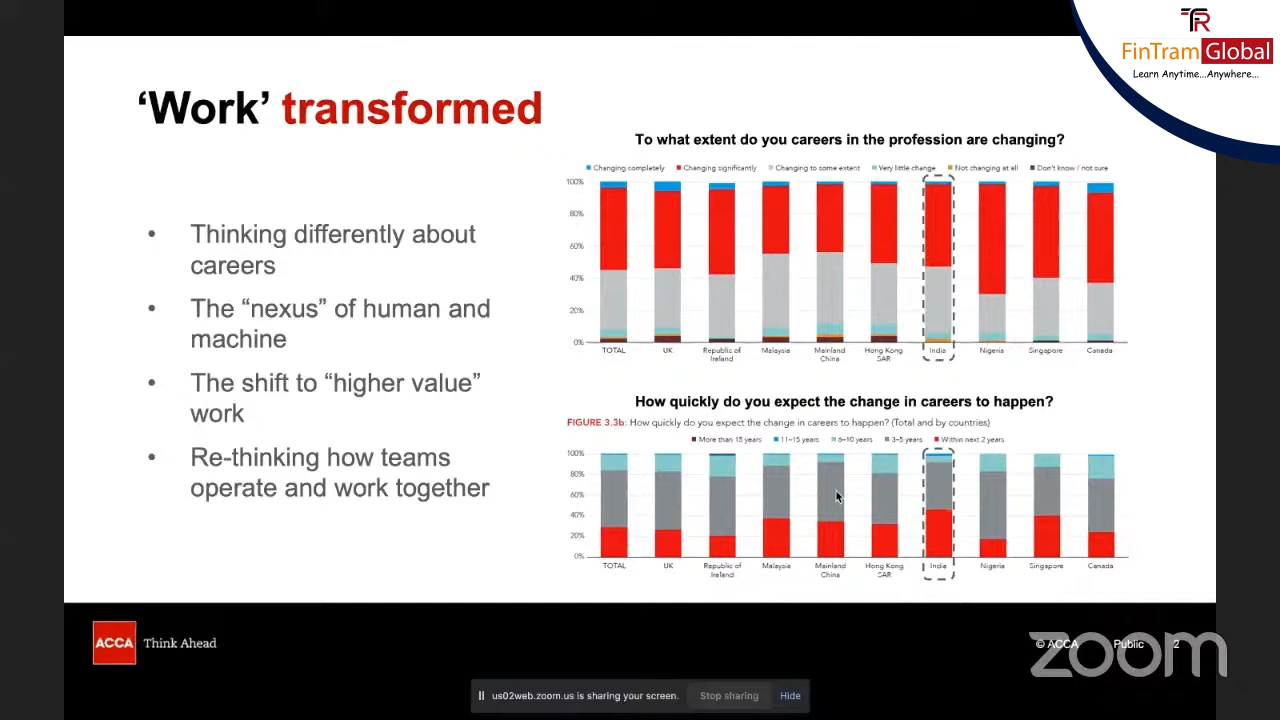 TR
FinTram Global
Learn Anytime...Anywhere...
‘Work’ transformed
Thinking differently about
careers
The “nexus” of human and
machine
The shift to “higher value”
work
Re-thinking how teams
operate and work together
To what extent do you careers in the profession are changing?
Changing completely Changing significantly Changing to some extent Very little change Not changing at all Don't know / not sure
100%
80%
60%
40%
20%
0%
TOTAL UK Republic of Ireland Malaysia Mainland China Hong Kong SAR India Nigeria Singapore Canada
How quickly do you expect the change in careers to happen?
FIGURE 3.3b: How quickly do you expect the change in careers to happen? (Total and by countries)
More than 15 years 11–15 years 6–10 years 3–5 years Within next 2 years
100%
80%
60%
40%
20%
0%
TOTAL UK Republic of Ireland Malaysia Mainland China Hong Kong SAR India Nigeria Singapore Canada
ACCA Think Ahead
© ACCA Public 2
zoom
us02web.zoom.us is sharing your screen. Stop sharing Hide